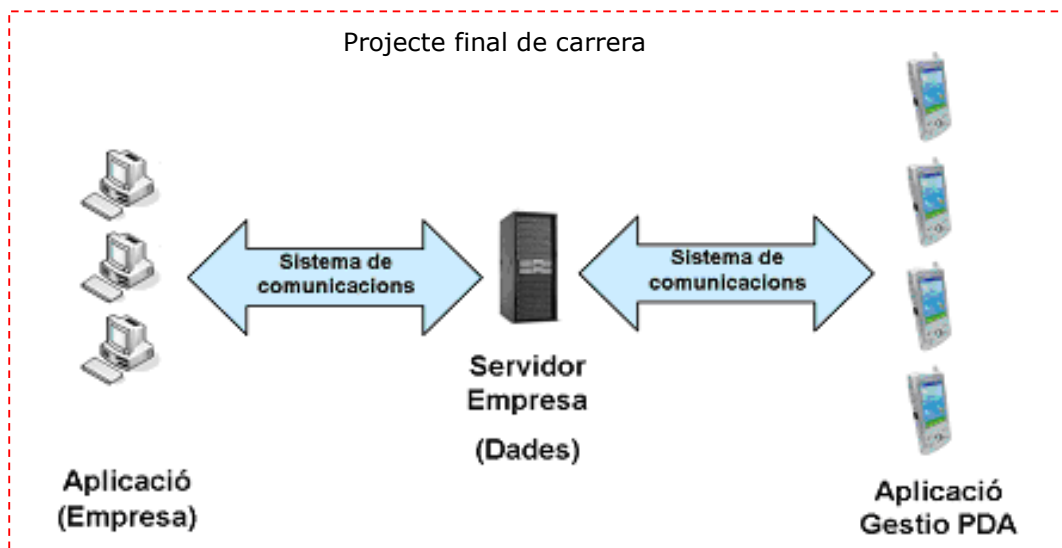 Projecte final de carrera
Sistema de
comunicacions
Sistema de
comunicacions
Servidor
Empresa
(Dades)
Aplicació
(Empresa)
Aplicació
Gestio PDA